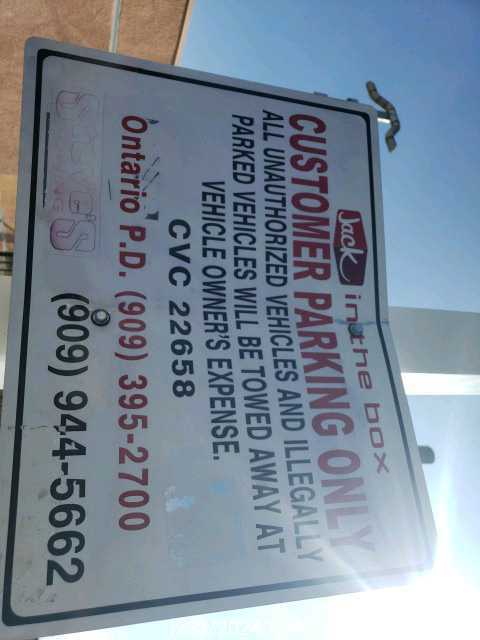 Jack in the box
CUSTOMER PARKING ONLY
ALL UNAUTHORIZED VEHICLES AND ILLEGALLY
PARKED VEHICLES WILL BE TOWED AWAY AT
VEHICLE OWNER'S EXPENSE.
CVC 22658
Ontario P.D. (909) 395-2700
(909) 944-5662